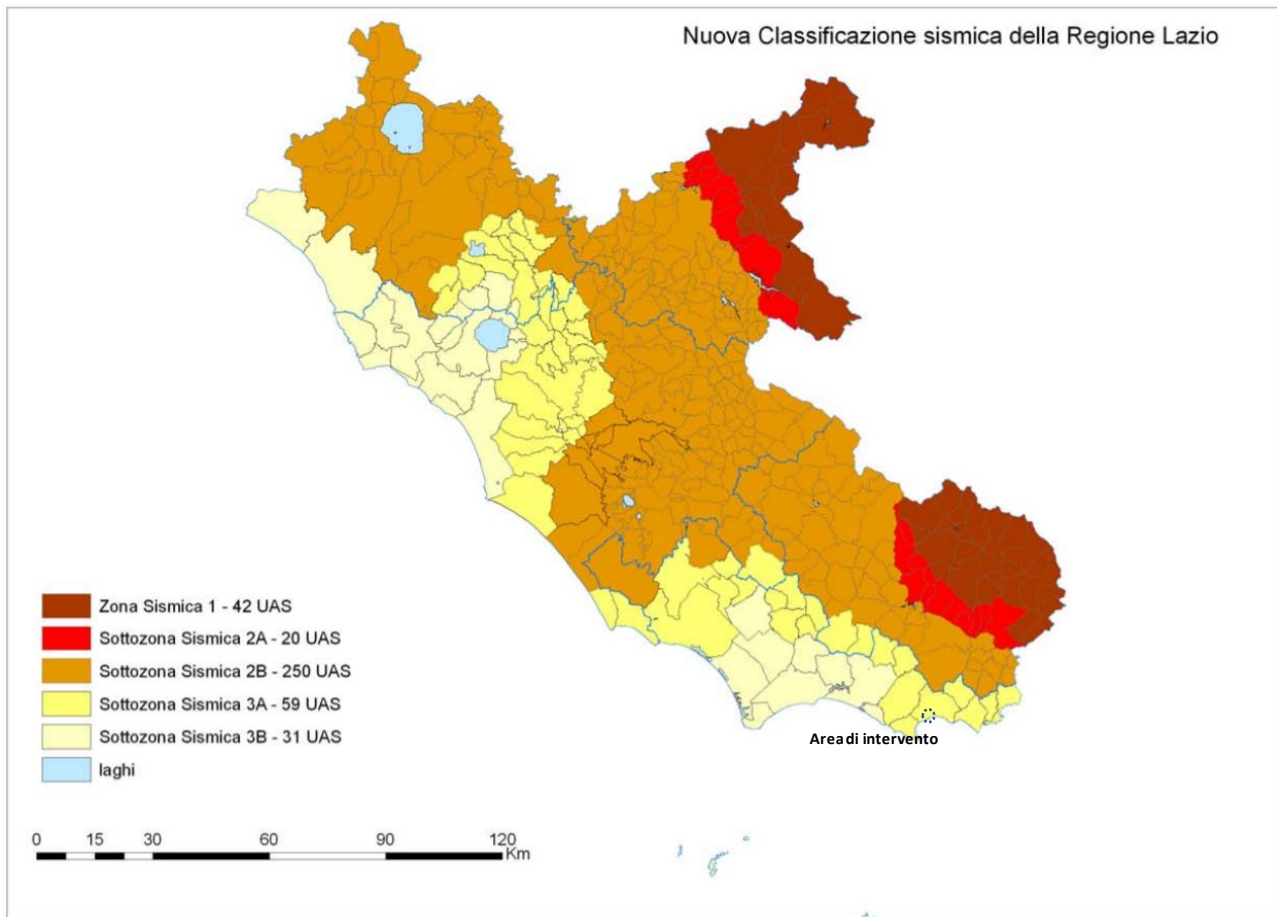 Nuova Classificazione sismica della Regione Lazio
Zona Sismica 1 - 42 UAS
Sottozona Sismica 2A - 20 UAS
Sottozona Sismica 2B - 250 UAS
Sottozona Sismica 3A - 59 UAS
Sottozona Sismica 3B - 31 UAS
laghi
Area di intervento
0 15 30 60 90 120
Km